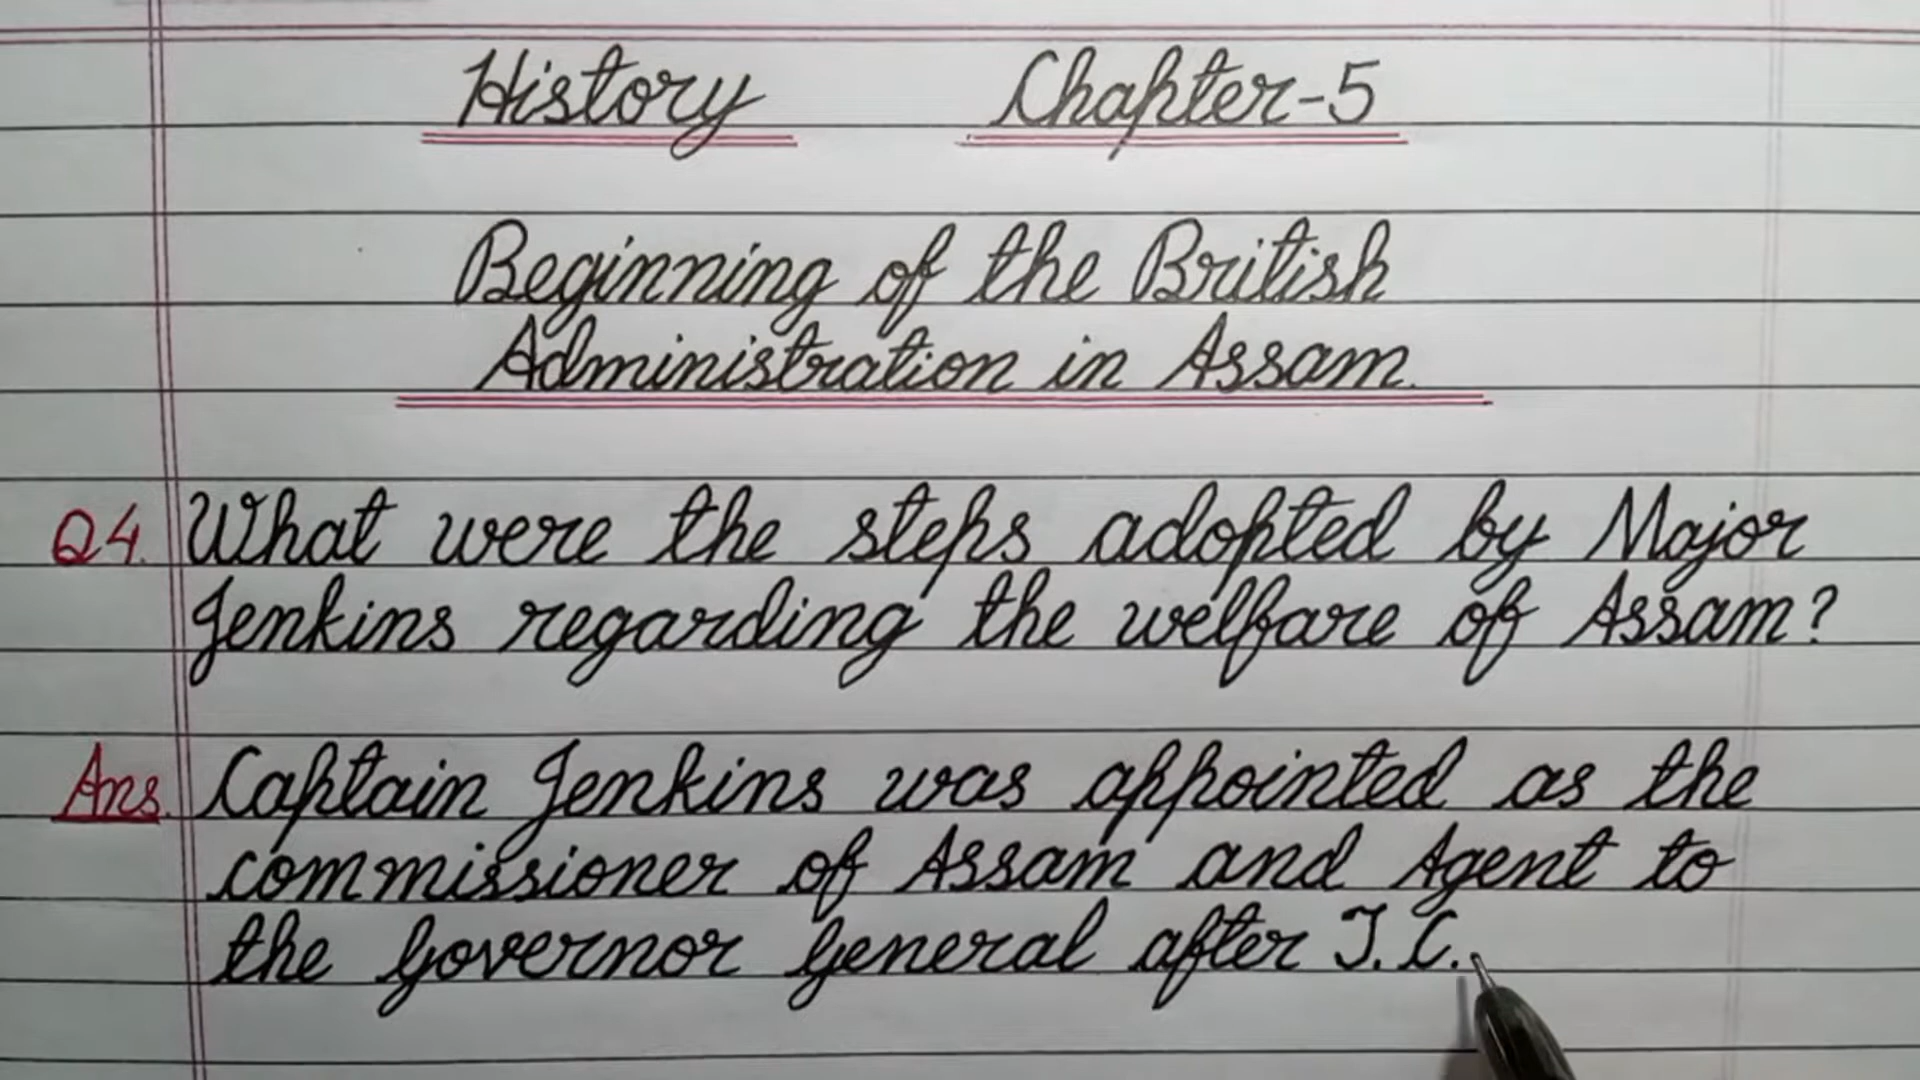 History Chapter-5
Beginning of the British
Administration in Assam.
Q4. What were the steps adopted by Major
Jenkins regarding the welfare of Assam?
Ans. Captain Jenkins was appointed as the
commissioner of Assam and Agent to
the Governor General after T.C.